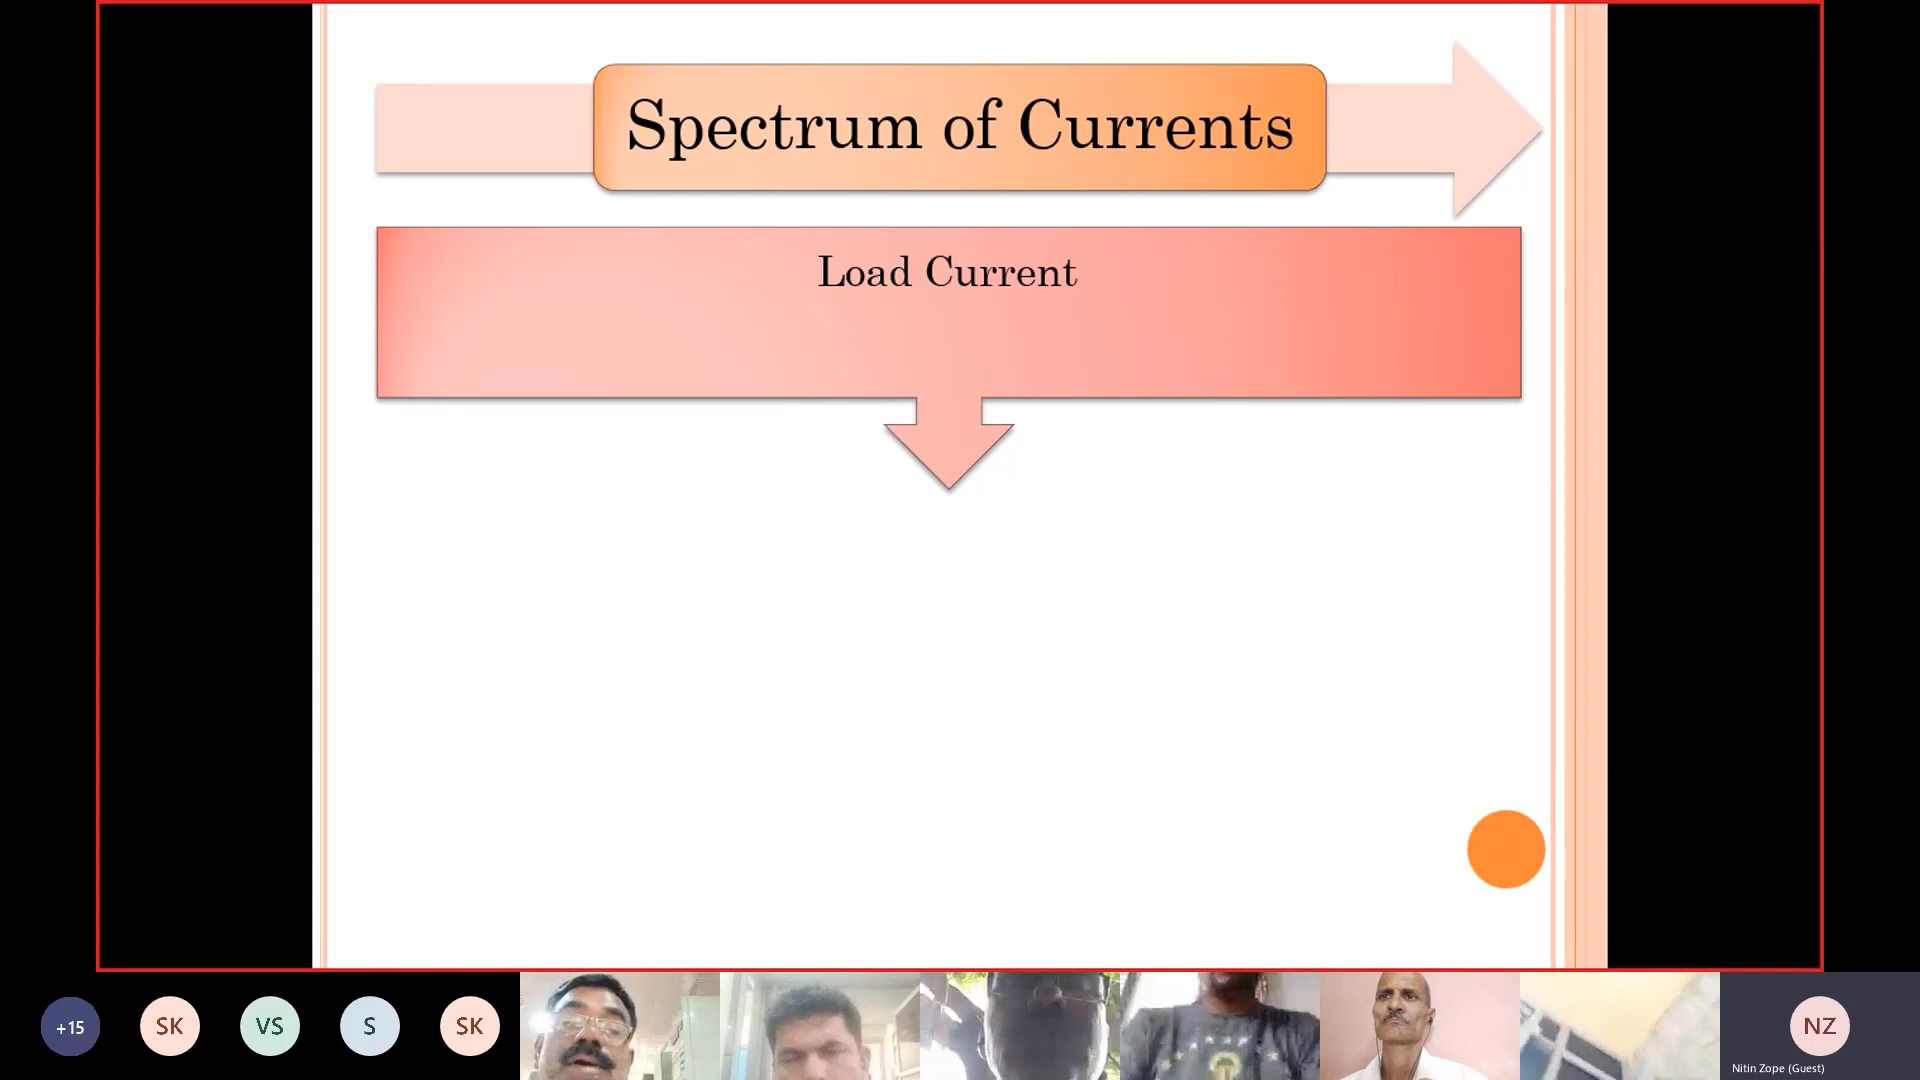 Spectrum of Currents
Load Current
+15
SK
VS
S
SK
NZ
Nitin Zope (Guest)